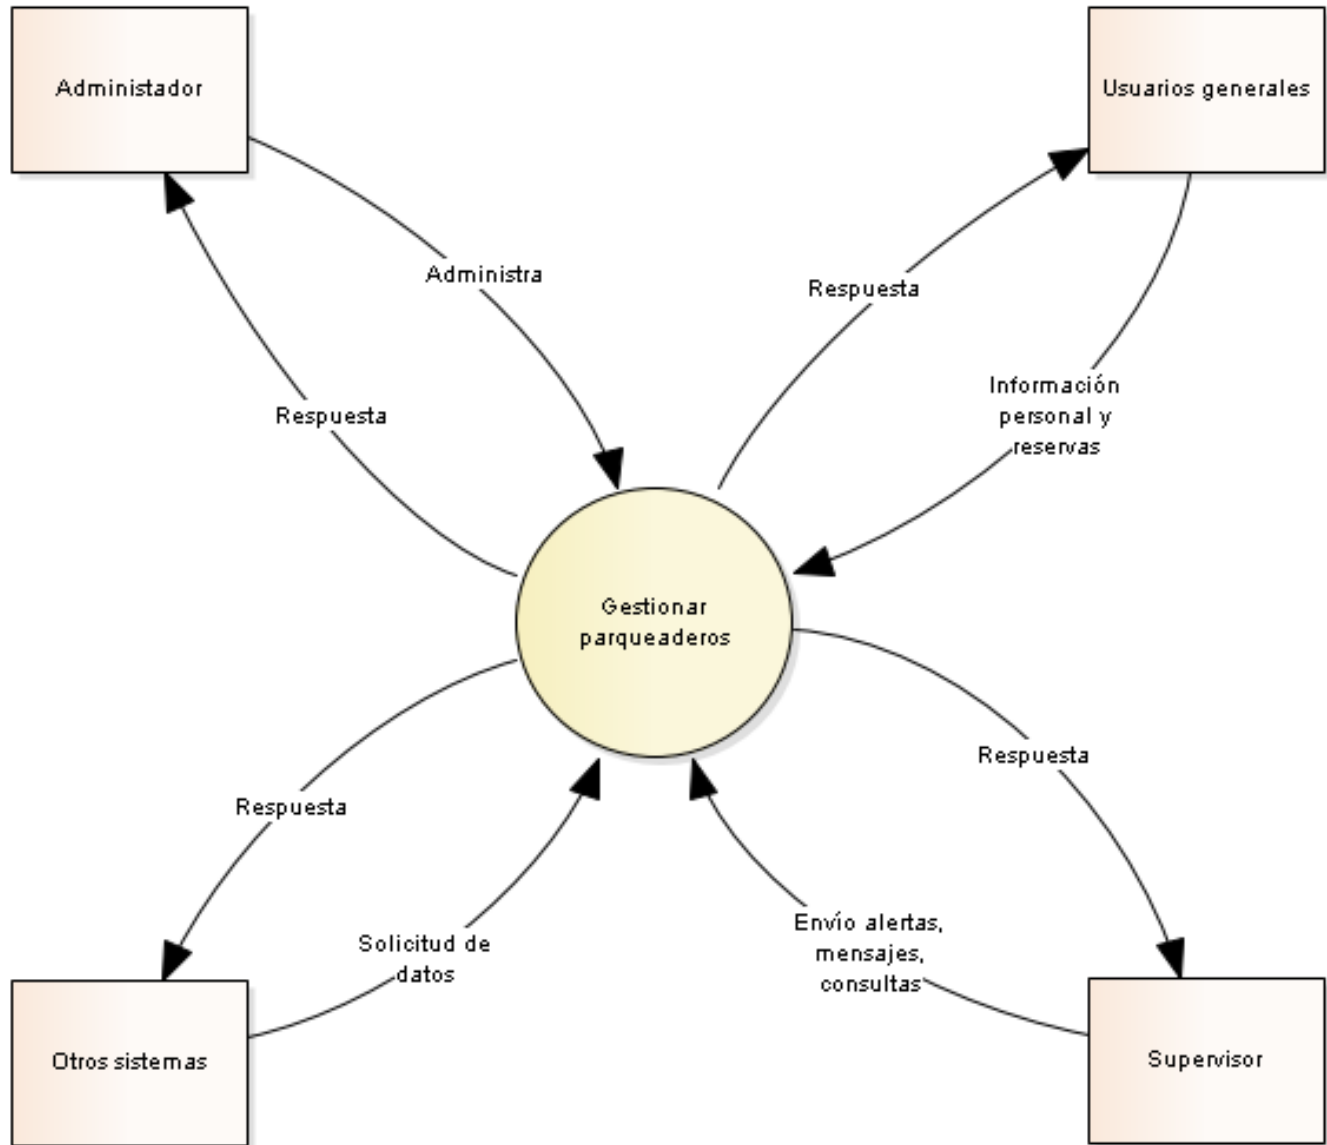 Administador
Usuarios generales
Administra
Respuesta
Información
personal y
reservas
Respuesta
Gestionar
parqueaderos
Respuesta
Respuesta
Envío alertas,
mensajes,
consultas
Solicitud de
datos
Otros sistemas
Supervisor